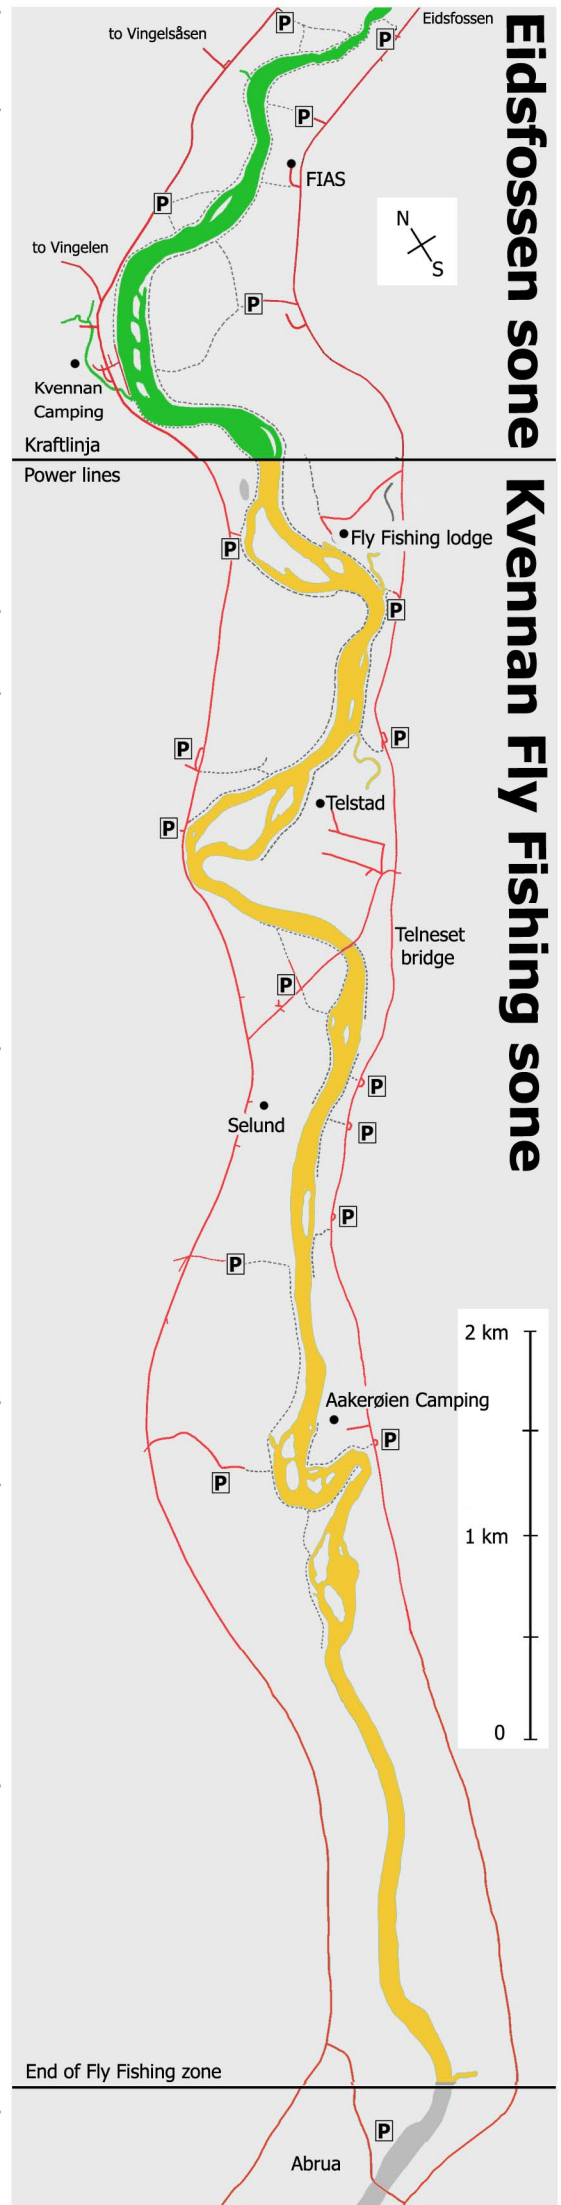 Eidsfossen
to Vingelsåsen
P
P
P
FIAS
P
N
S
to Vingelen
P
Kvennan
Camping
Kraftlinja
Eidsfossen sone
Power lines
Fly Fishing lodge
P
P
P
P
Telstad
P
Telneset
bridge
P
P
Selund
P
P
P
Kvennan Fly Fishing sone
2 km
Aakerøien Camping
P
P
1 km
0
End of Fly Fishing zone
P
Abrua